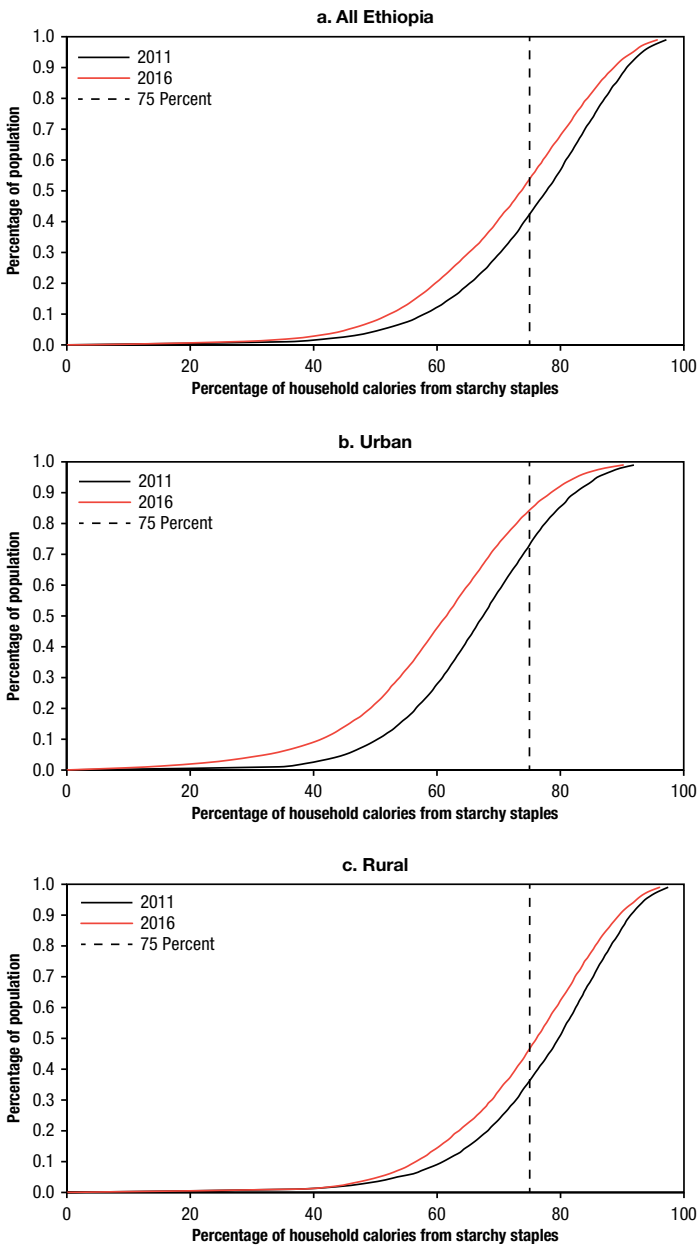 a. All Ethiopia
1.0
0.9
0.8
0.7
0.6
0.5
0.4
0.3
0.2
0.1
0.0
Percentage of population
2011
2016
75 Percent
0 20 40 60 80 100
Percentage of household calories from starchy staples
b. Urban
1.0
0.9
0.8
0.7
0.6
0.5
0.4
0.3
0.2
0.1
0.0
Percentage of population
2011
2016
75 Percent
0 20 40 60 80 100
Percentage of household calories from starchy staples
c. Rural
1.0
0.9
0.8
0.7
0.6
0.5
0.4
0.3
0.2
0.1
0.0
Percentage of population
2011
2016
75 Percent
0 20 40 60 80 100
Percentage of household calories from starchy staples